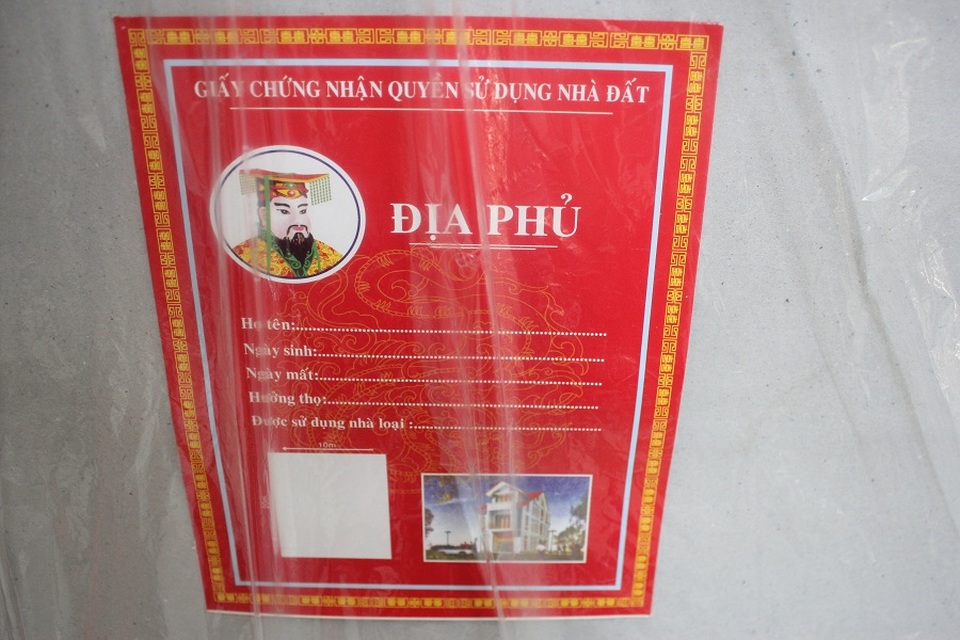 GIẤY CHỨNG NHẬN QUYỀN SỬ DỤNG NHÀ ĐẤT
ĐỊA PHỦ
Họ tên:
Ngày sinh:
Ngày mất:
Hưởng thọ:
Được sử dụng nhà loại :
10m